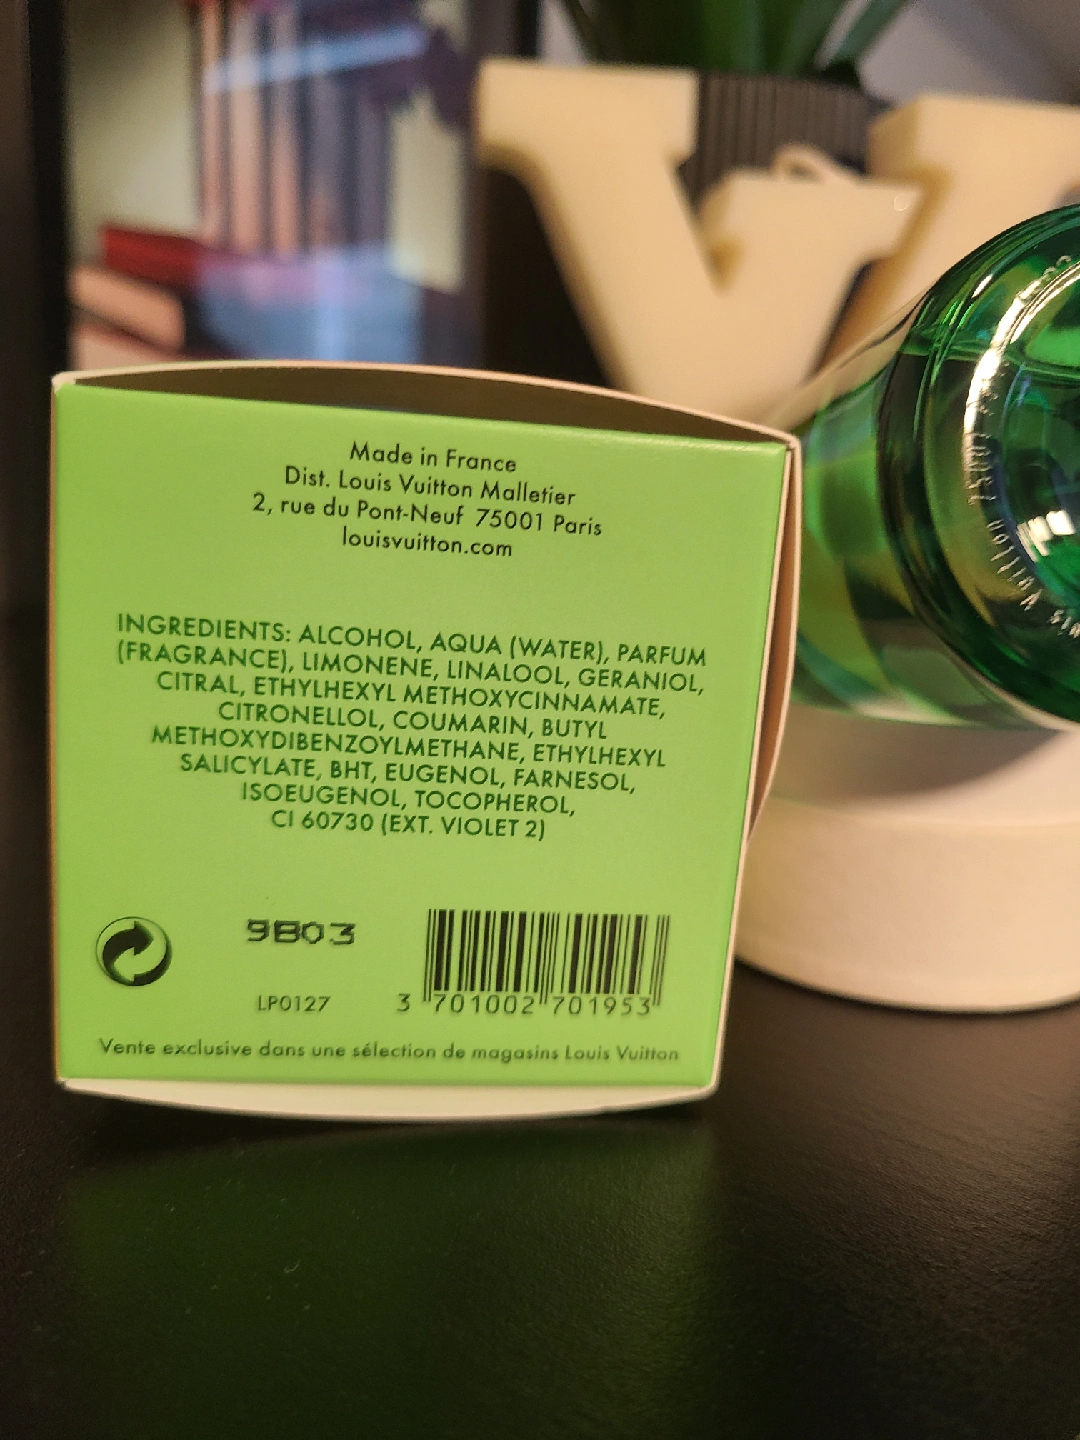 Made in France
Dist. Louis Vuitton Malletier
2, rue du Pont-Neuf 75001 Paris
louisvuitton.com
INGREDIENTS: ALCOHOL, AQUA (WATER), PARFUM
(FRAGRANCE), LIMONENE, LINALOOL, GERANIOL,
CITRAL, ETHYLHEXYL METHOXYCINNAMATE,
CITRONELLOL, COUMARIN, BUTYL
METHOXYDIBENZOYLMETHANE, ETHYLHEXYL
SALICYLATE, BHT, EUGENOL, FARNESOL,
ISOEUGENOL, TOCOPHEROL,
CI 60730 (EXT. VIOLET 2)
9B03
LP0127
3 701002 701953
Vente exclusive dans une sélection de magasins Louis Vuitton